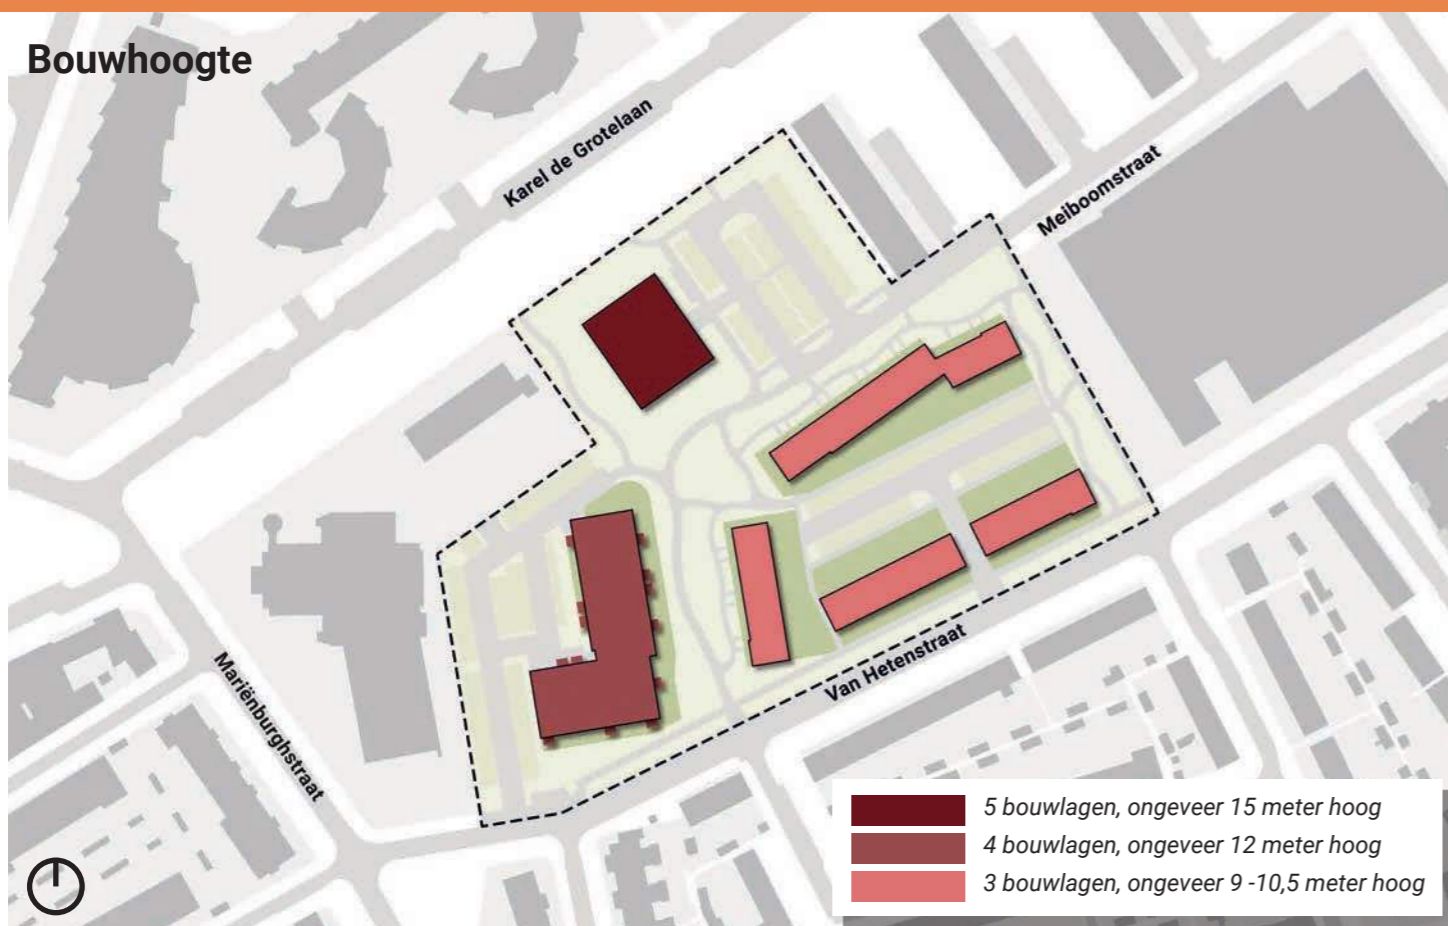 Bouwhoogte
Karel de Grotelaan
Meiboomstraat
Van Hetenstraat
Mariënburghstraat
5 bouwlagen, ongeveer 15 meter hoog
4 bouwlagen, ongeveer 12 meter hoog
3 bouwlagen, ongeveer 9 -10,5 meter hoog